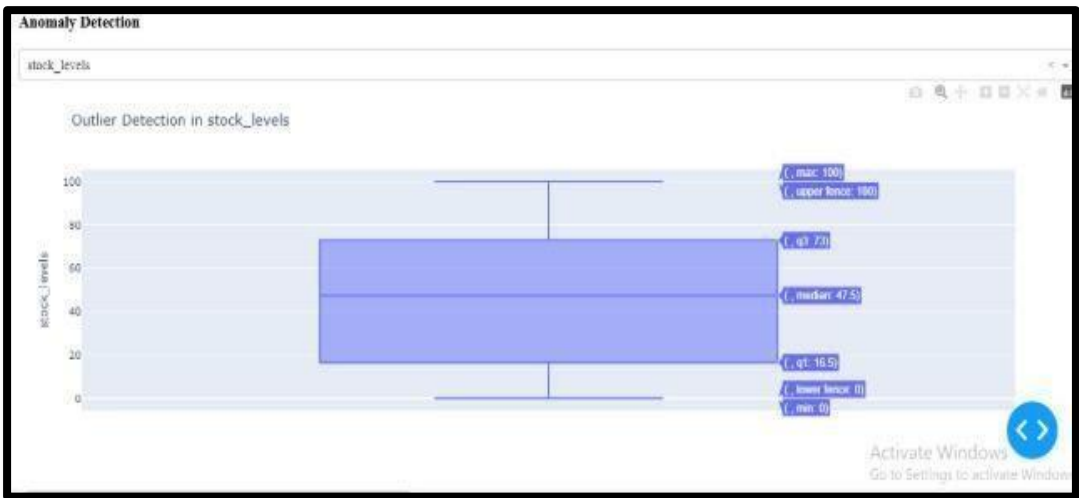 Anomaly Detection
stock_levels
Outlier Detection in stock_levels
100
80
60
40
20
0
stock_levels
( , max: 100)
( , upper fence: 100)
( , q3: 73)
( , median: 47.5)
( , q1: 16.5)
( , lower fence: 0)
( , min: 0)
Activate Windows
Go to Settings to activate Windows